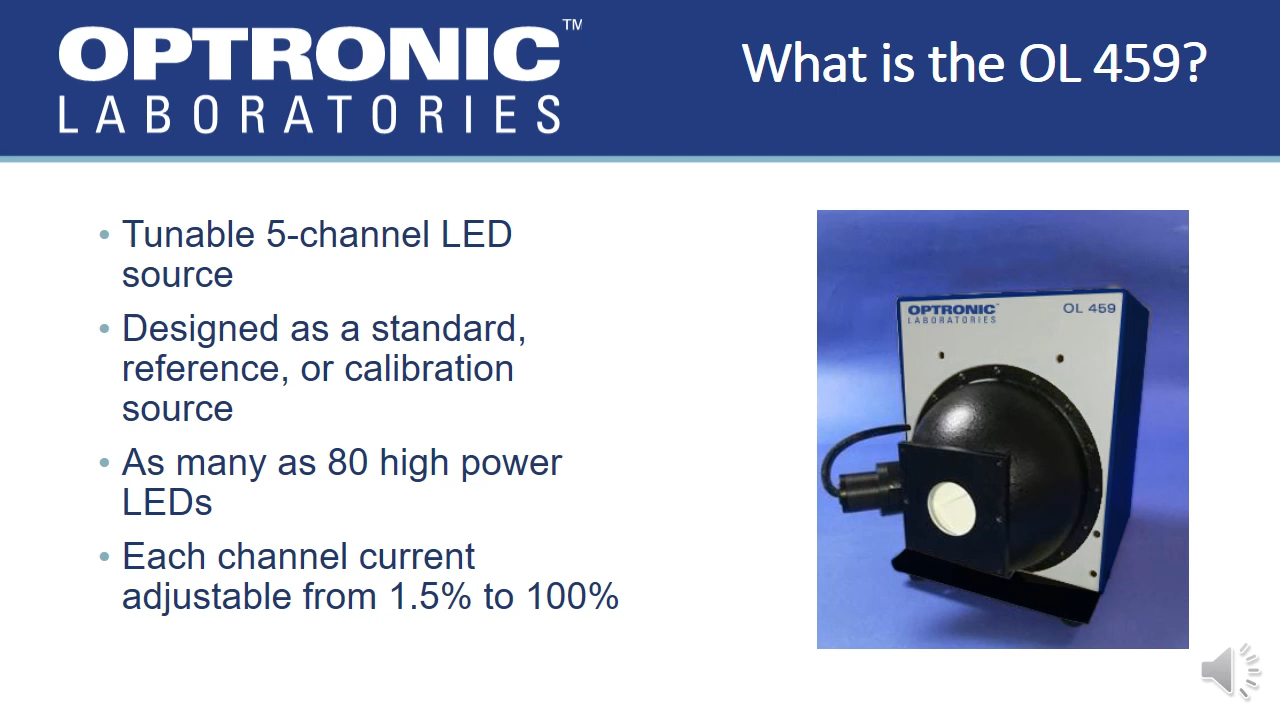 OPTRONIC™
LABORATORIES
What is the OL 459?
• Tunable 5-channel LED
source
• Designed as a standard,
reference, or calibration
source
• As many as 80 high power
LEDs
• Each channel current
adjustable from 1.5% to 100%
OPTRONIC™
LABORATORIES
OL 459